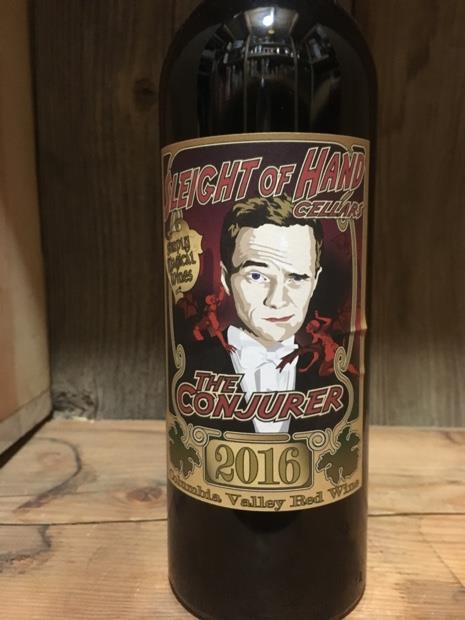 SLEIGHT OF HAND
CELLARS
Simply
Magical
Wines
THE
CONJURER
2016
Columbia Valley Red Wine